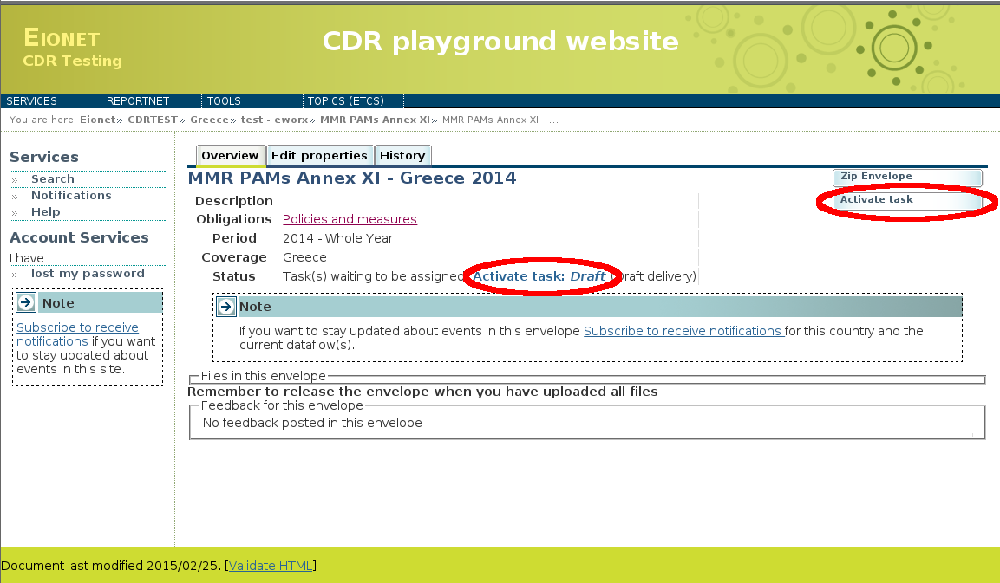 EIONET
CDR Testing
CDR playground website
SERVICES REPORTNET TOOLS TOPICS (ETCS)
You are here: Eionet» CDRTEST» Greece» test - eworx» MMR PAMs Annex XI» MMR PAMs Annex XI - ...
Services
» Search
» Notifications
» Help
Account Services
I have
» lost my password
Note
Subscribe to receive
notifications if you want
to stay updated about
events in this site.
Overview Edit properties History
MMR PAMs Annex XI - Greece 2014
Zip Envelope
Activate task
Description
Obligations Policies and measures
Period 2014 - Whole Year
Coverage Greece
Status Task(s) waiting to be assigned Activate task: Draft (Draft delivery)
Note
If you want to stay updated about events in this envelope Subscribe to receive notifications for this country and the
current dataflow(s).
Files in this envelope
Remember to release the envelope when you have uploaded all files
Feedback for this envelope
No feedback posted in this envelope
Document last modified 2015/02/25. [Validate HTML]